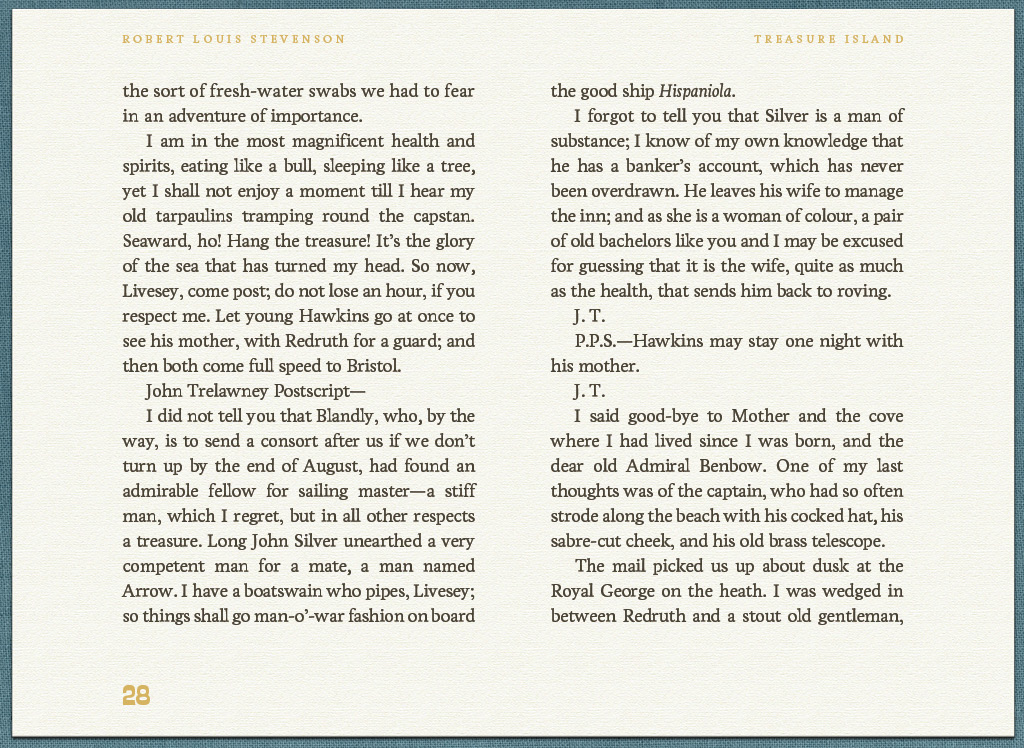 ROBERT LOUIS STEVENSON
TREASURE ISLAND
the sort of fresh-water swabs we had to fear
in an adventure of importance.
I am in the most magnificent health and
spirits, eating like a bull, sleeping like a tree,
yet I shall not enjoy a moment till I hear my
old tarpaulins tramping round the capstan.
Seaward, ho! Hang the treasure! It’s the glory
of the sea that has turned my head. So now,
Livesey, come post; do not lose an hour, if you
respect me. Let young Hawkins go at once to
see his mother, with Redruth for a guard; and
then both come full speed to Bristol.
John Trelawney Postscript—
I did not tell you that Blandly, who, by the
way, is to send a consort after us if we don’t
turn up by the end of August, had found an
admirable fellow for sailing master—a stiff
man, which I regret, but in all other respects
a treasure. Long John Silver unearthed a very
competent man for a mate, a man named
Arrow. I have a boatswain who pipes, Livesey;
so things shall go man-o’-war fashion on board
28
the good ship Hispaniola.
I forgot to tell you that Silver is a man of
substance; I know of my own knowledge that
he has a banker’s account, which has never
been overdrawn. He leaves his wife to manage
the inn; and as she is a woman of colour, a pair
of old bachelors like you and I may be excused
for guessing that it is the wife, quite as much
as the health, that sends him back to roving.
J. T.
P.P.S.—Hawkins may stay one night with
his mother.
J. T.
I said good-bye to Mother and the cove
where I had lived since I was born, and the
dear old Admiral Benbow. One of my last
thoughts was of the captain, who had so often
strode along the beach with his cocked hat, his
sabre-cut cheek, and his old brass telescope.
The mail picked us up about dusk at the
Royal George on the heath. I was wedged in
between Redruth and a stout old gentleman,